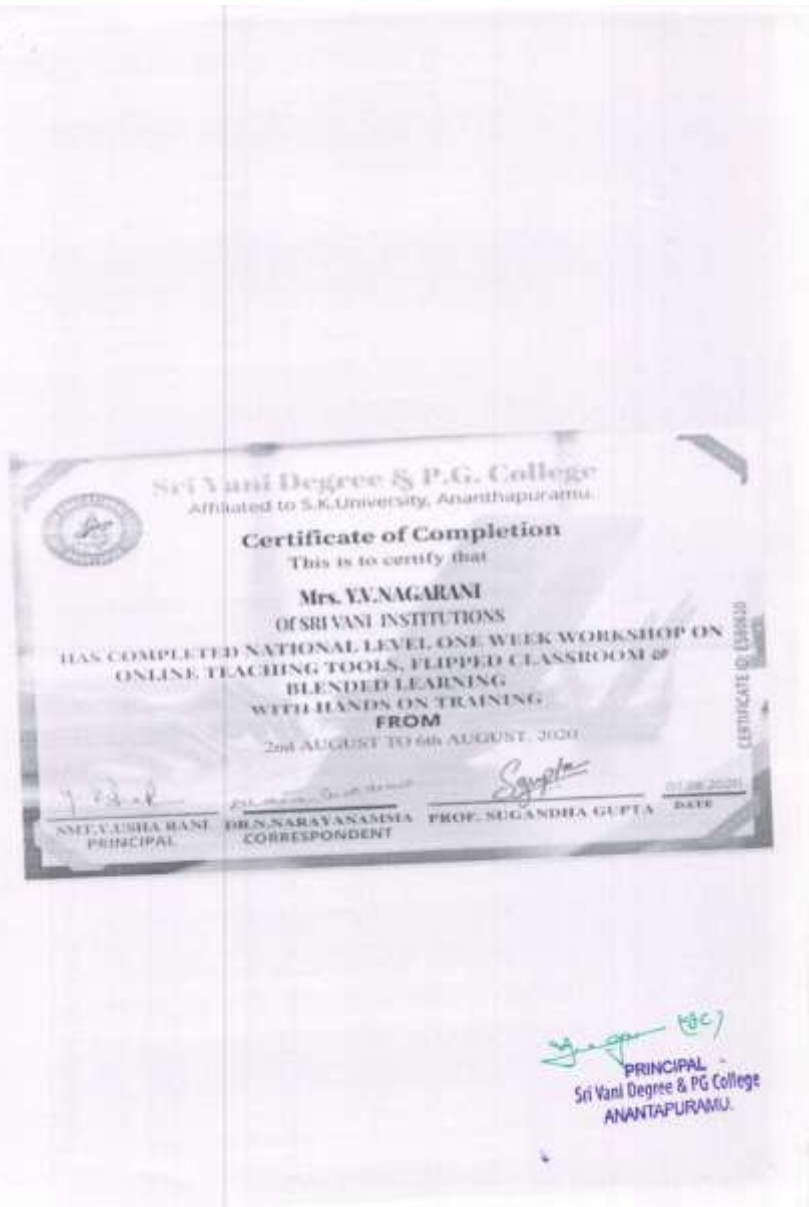 Sri Vani Degree & P.G. College
Affiliated to S.K.University, Ananthapuramu.
Certificate of Completion
This is to certify that
Mrs. Y.V.NAGARANI
Of SRI VANI INSTITUTIONS
HAS COMPLETED NATIONAL LEVEL ONE WEEK WORKSHOP ON
ONLINE TEACHING TOOLS, FLIPPED CLASSROOM &
BLENDED LEARNING
WITH HANDS ON TRAINING
FROM
2nd AUGUST TO 6th AUGUST, 2020
SMT.V.USHA RANI
PRINCIPAL
DR.N.NARAYANAMMA
CORRESPONDENT
Sgupta
PROF. SUGANDHA GUPTA
DATE
CERTIFICATE ID:
PRINCIPAL
Sri Vani Degree & PG College
ANANTAPURAMU.